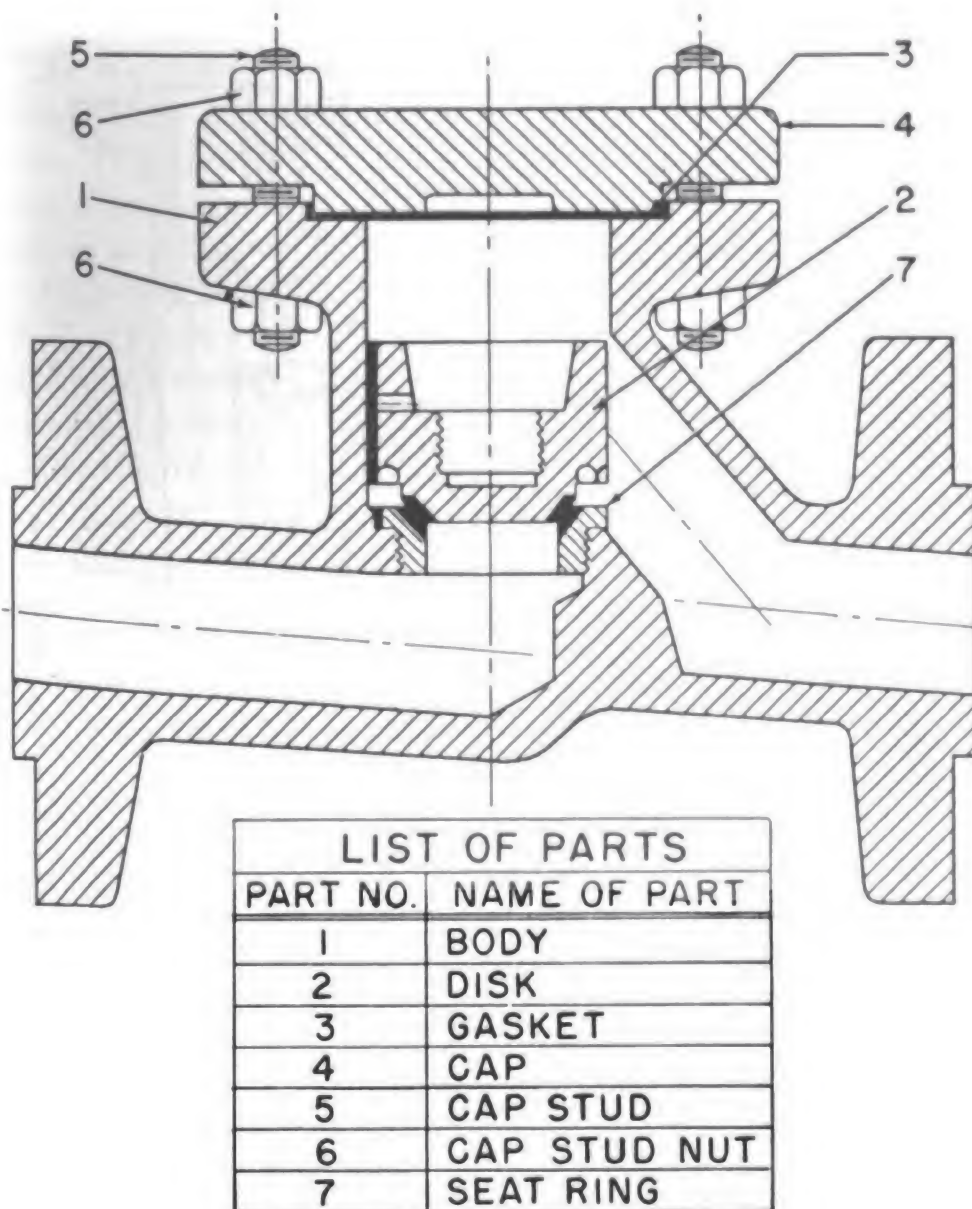 5 3
6 4
1 2
6 7
LIST OF PARTS
PART NO. NAME OF PART
1 BODY
2 DISK
3 GASKET
4 CAP
5 CAP STUD
6 CAP STUD NUT
7 SEAT RING